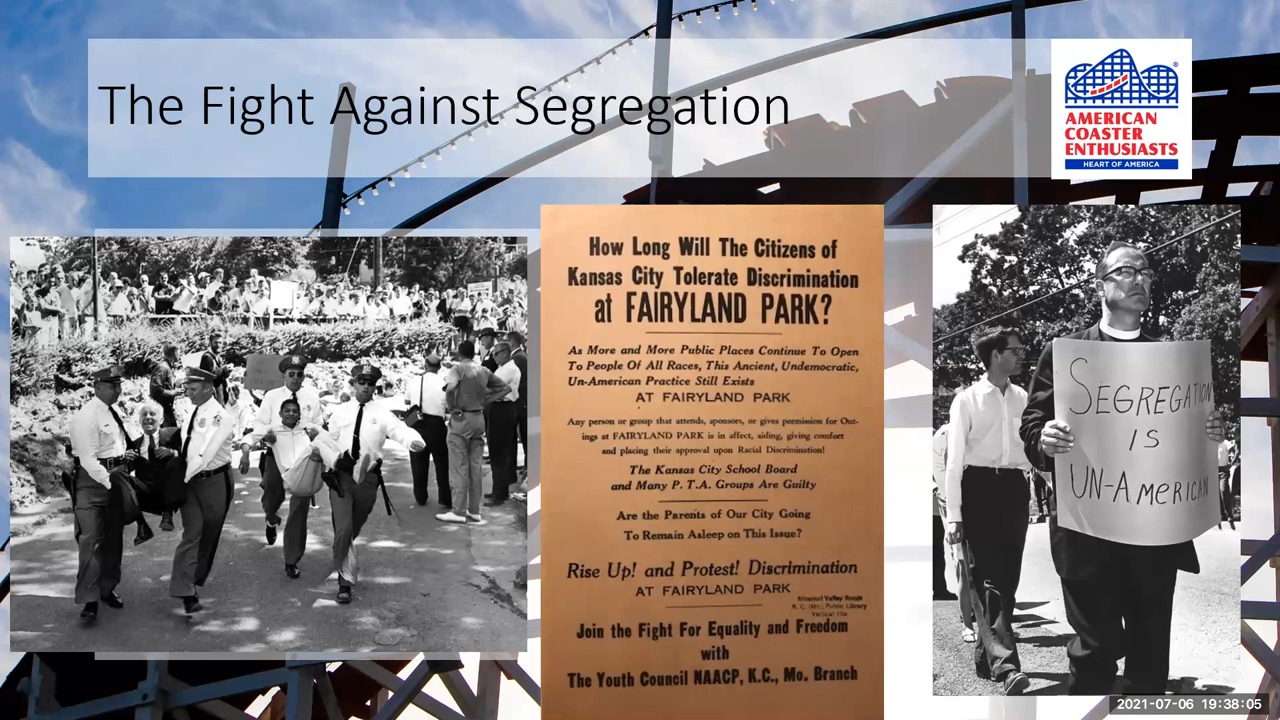 The Fight Against Segregation
AMERICAN
COASTER
ENTHUSIASTS
®
HEART OF AMERICA
How Long Will The Citizens of
Kansas City Tolerate Discrimination
at FAIRYLAND PARK?
As More and More Public Places Continue To Open
To People Of All Races, This Ancient, Undemocratic,
Un-American Practice Still Exists
AT FAIRYLAND PARK
Any person or group that attends, sponsors, or gives permission for Out-
ings at FAIRYLAND PARK is in affect, aiding, giving comfort
and placing their approval upon Racial Discrimination!
The Kansas City School Board
and Many P. T. A. Groups Are Guilty
Are the Parents of Our City Going
To Remain Asleep on This Issue?
Rise Up! and Protest! Discrimination
AT FAIRYLAND PARK
Missouri Valley Room
K. C. (Mo.) Public Library
Vertical File
Join the Fight For Equality and Freedom
with
The Youth Council NAACP, K.C., Mo. Branch
SEGREGATION
IS
UN-AMERICAN
2021-07-06 19:38:05